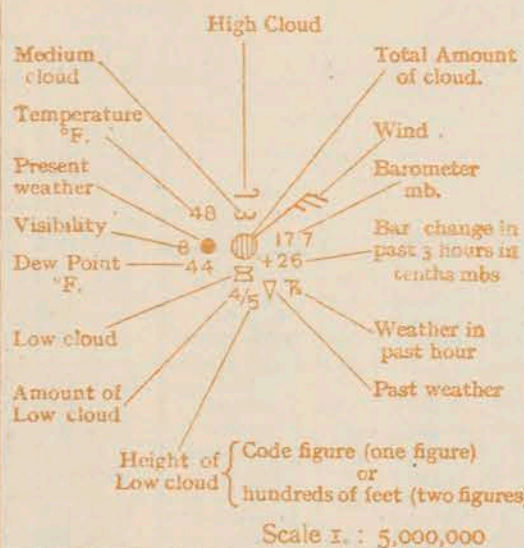 High Cloud
Medium
cloud
Total Amount
of cloud.
Temperature
°F.
Wind
Present
weather
Barometer
mb.
48
Visibility
8
177
Bar change in
past 3 hours in
tenths mbs
Dew Point
°F.
44
+26
4/5
Low cloud
Weather in
past hour
Amount of
Low cloud
Past weather
Height of
Low cloud
Code figure (one figure)
or
hundreds of feet (two figures)
Scale 1. : 5,000,000